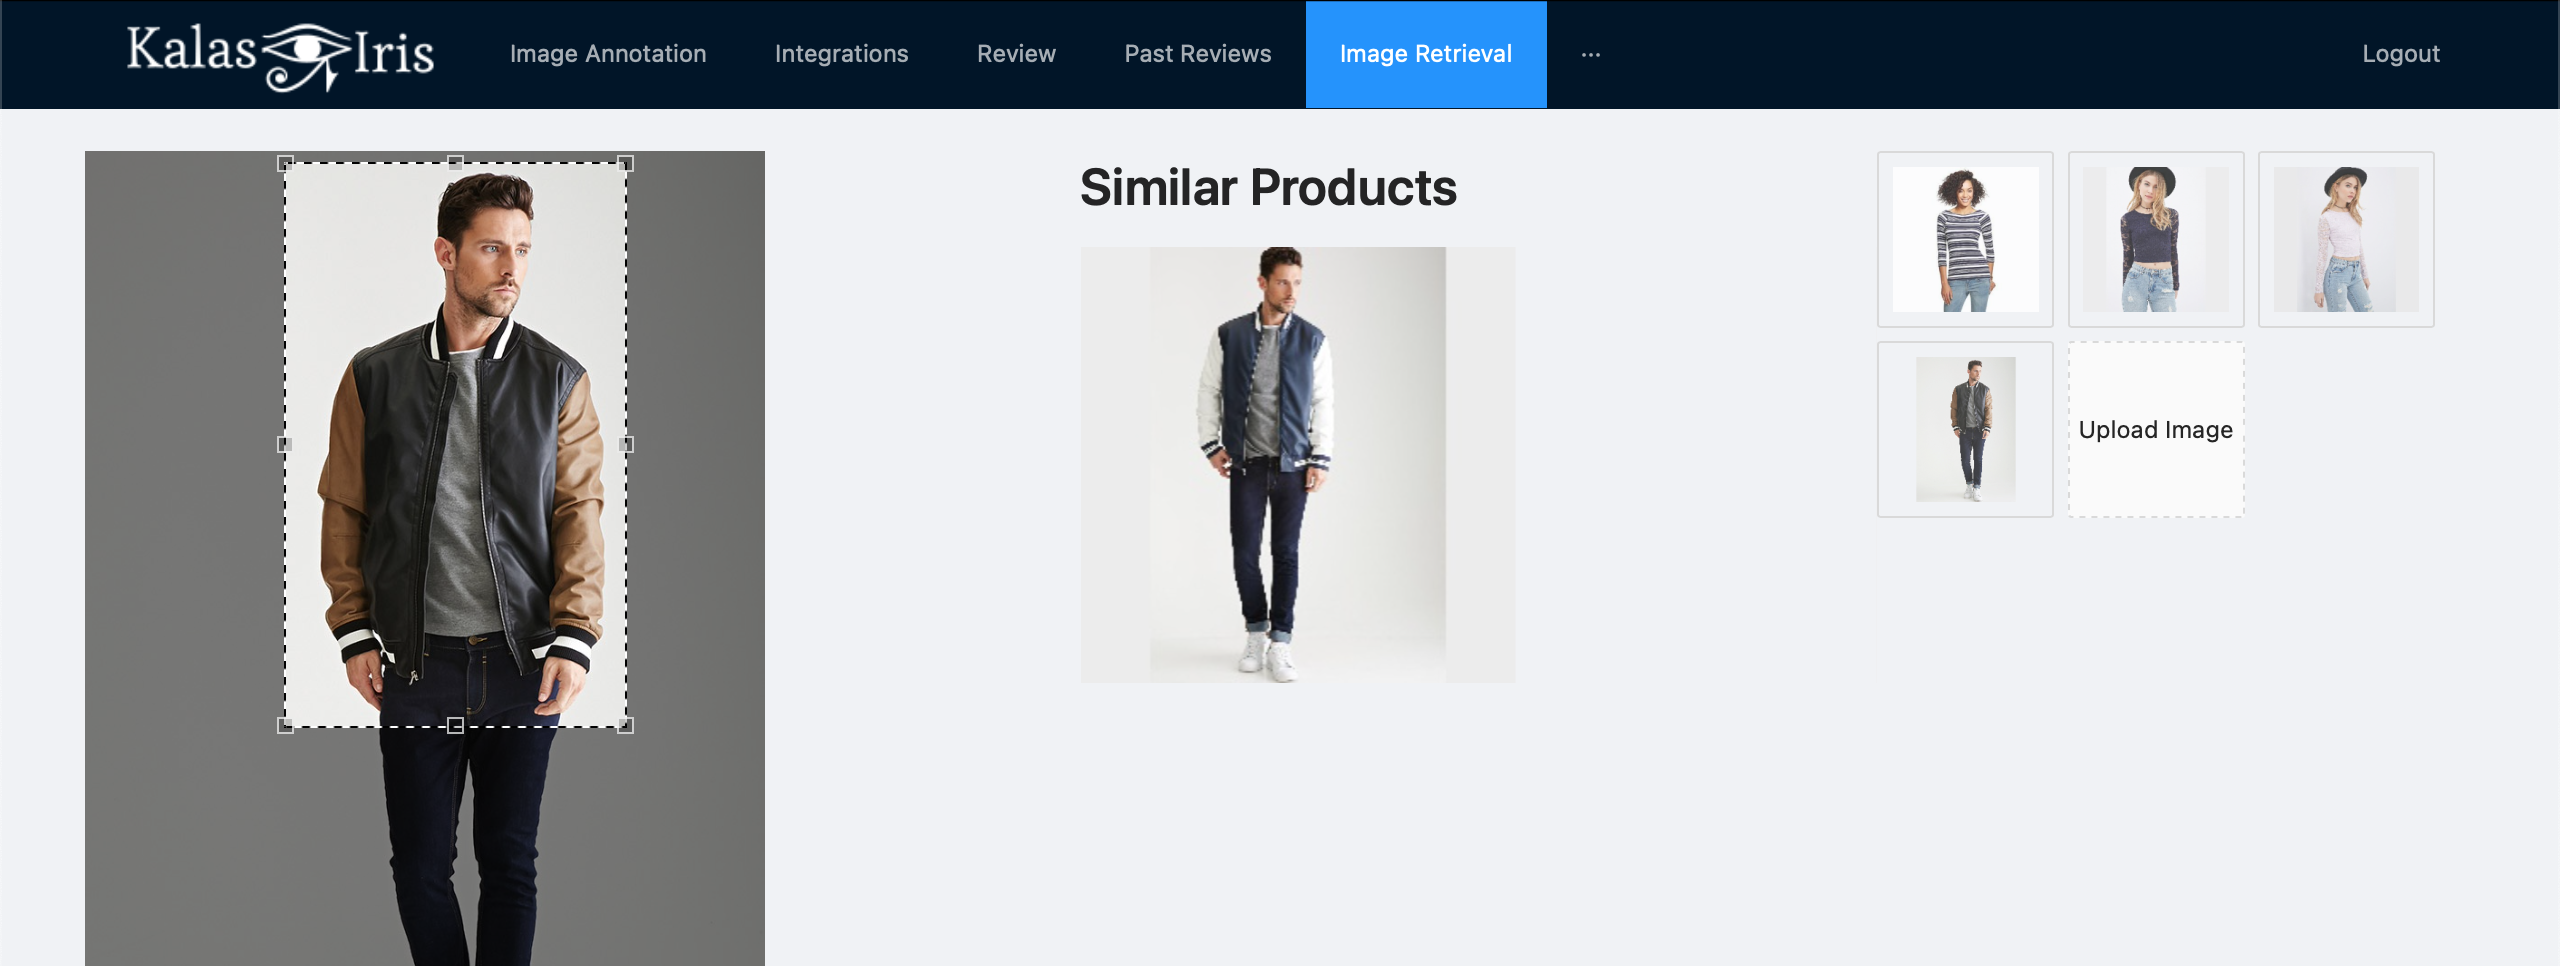 Kalas Iris
Image Annotation
Integrations
Review
Past Reviews
Image Retrieval
...
Logout
Similar Products
Upload Image